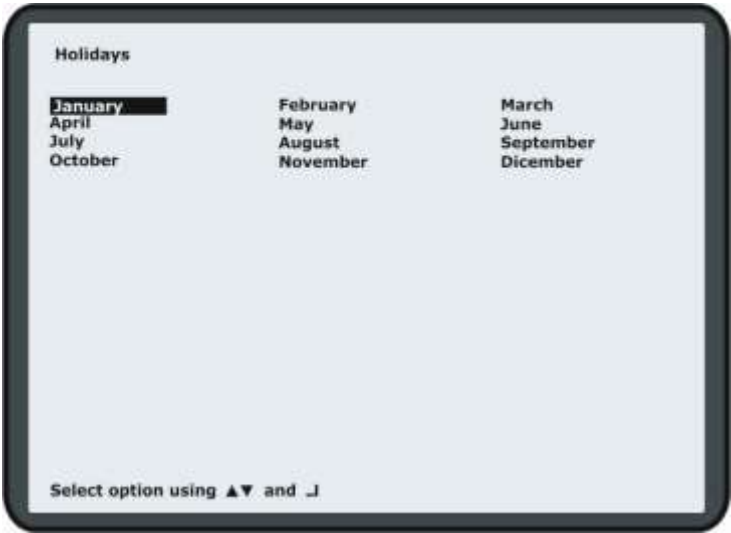 Holidays
January February March
April May June
July August September
October November Dicember
Select option using ▲▼ and ↵